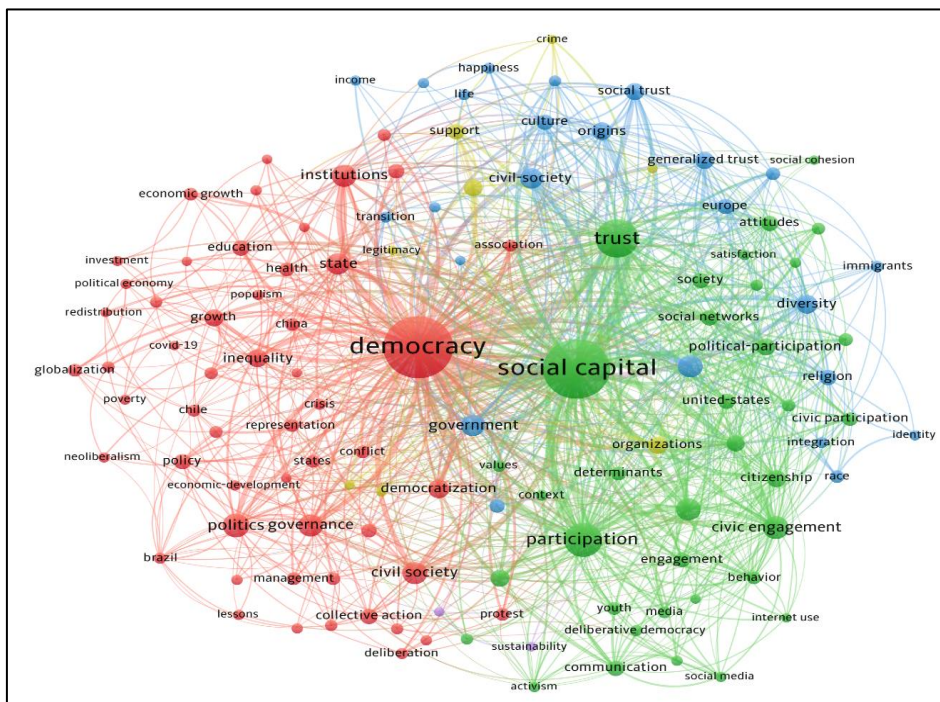 crime
happiness
income
life
social trust
support
culture
origins
generalized trust
social cohesion
institutions
civil-society
economic growth
europe
transition
attitudes
trust
education
association
legitimacy
satisfaction
state
health
immigrants
investment
society
political economy
populism
diversity
redistribution
growth
social networks
china
democracy
political-participation
covid-19
inequality
social capital
globalization
religion
poverty
united-states
crisis
chile
civic participation
representation
government
identity
organizations
integration
conflict
neoliberalism
policy
states
values
determinants
citizenship
race
economic-development
democratization
context
politics
governance
civic engagement
participation
brazil
engagement
civil society
management
behavior
lessons
collective action
protest
youth
media
internet use
deliberative democracy
deliberation
sustainability
communication
social media
activism